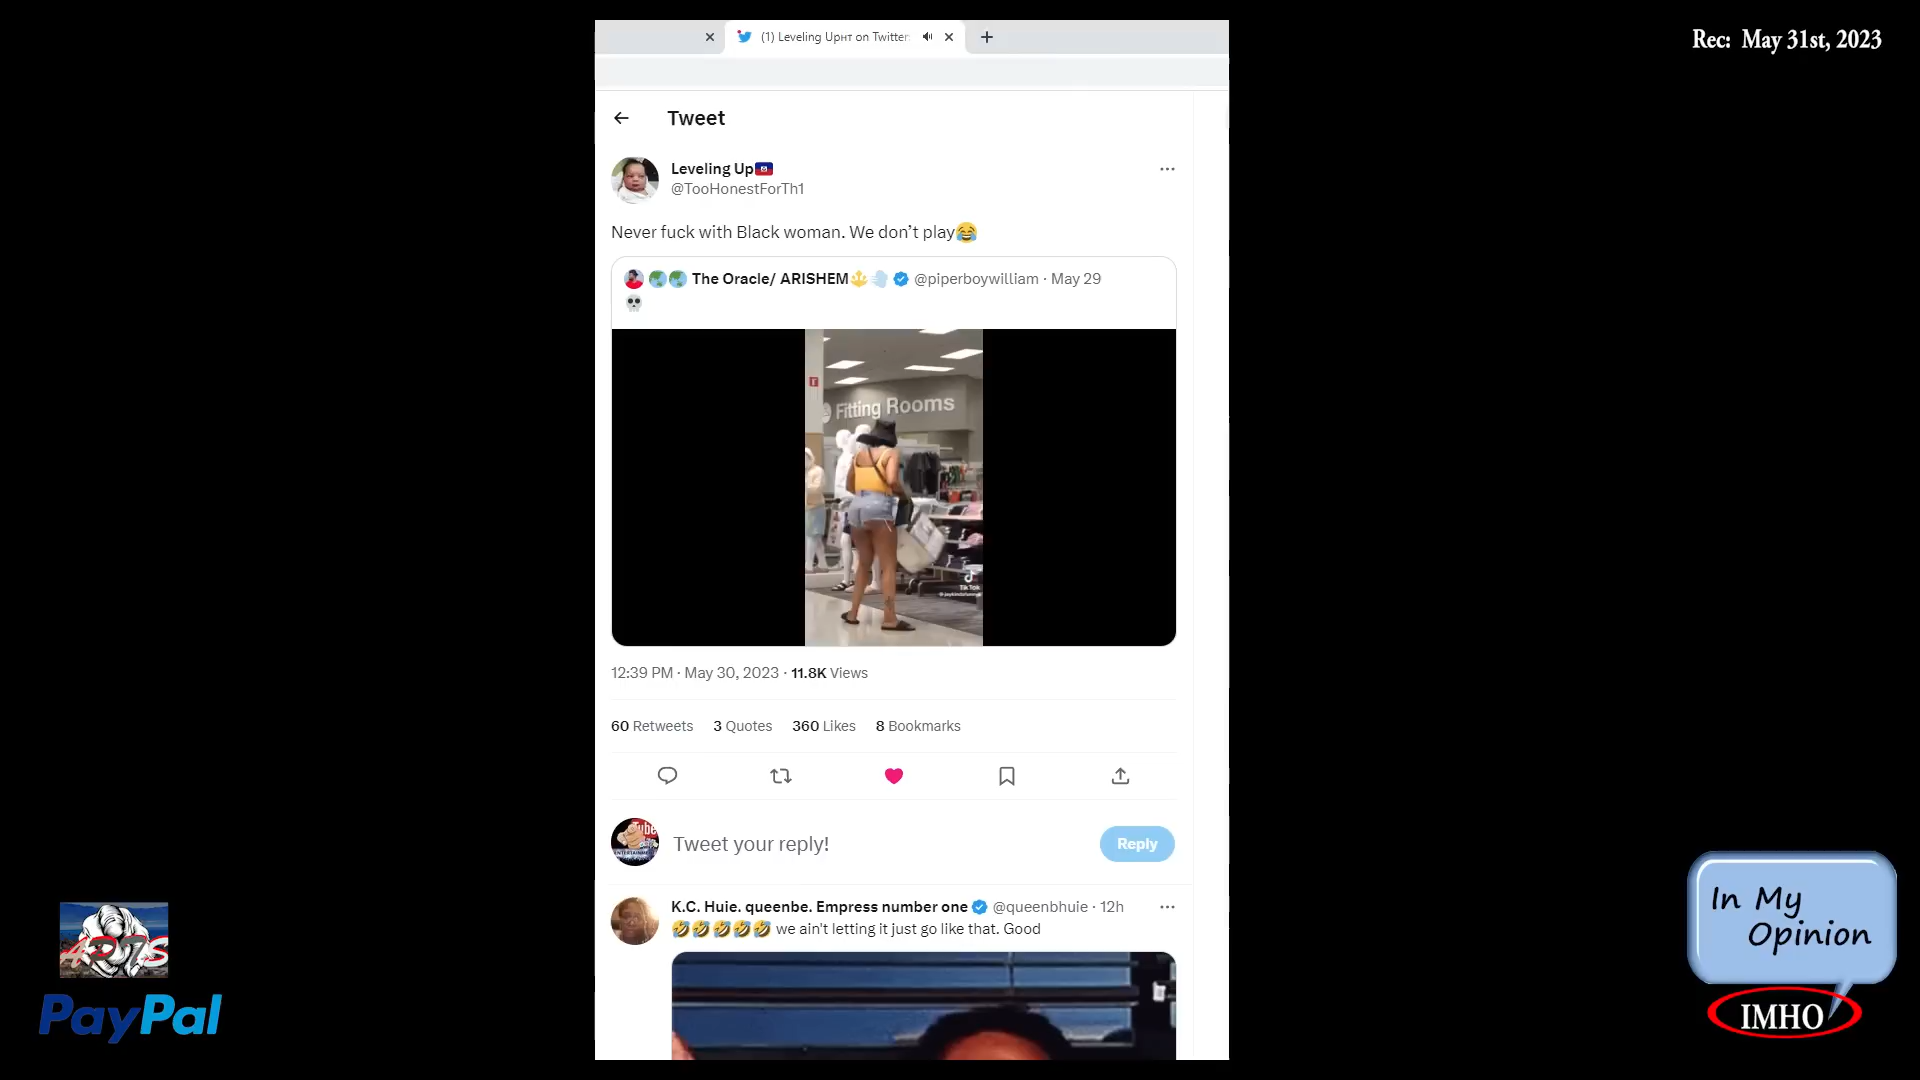 (1) Leveling Upнт on Twitter
Rec: May 31st, 2023
Tweet
Leveling Up🇭🇹
@TooHonestForTh1
Never fuck with Black woman. We don’t play😂
The Oracle/ ARISHEM🔱💨 @piperboywilliam · May 29
💀
Fitting Rooms
TikTok
12:39 PM · May 30, 2023 · 11.8K Views
60 Retweets 3 Quotes 360 Likes 8 Bookmarks
Tweet your reply!
Reply
K.C. Huie. queenbe. Empress number one @queenbhuie · 12h
🤣🤣🤣🤣🤣 we ain't letting it just go like that. Good
PayPal
In My
Opinion
IMHO